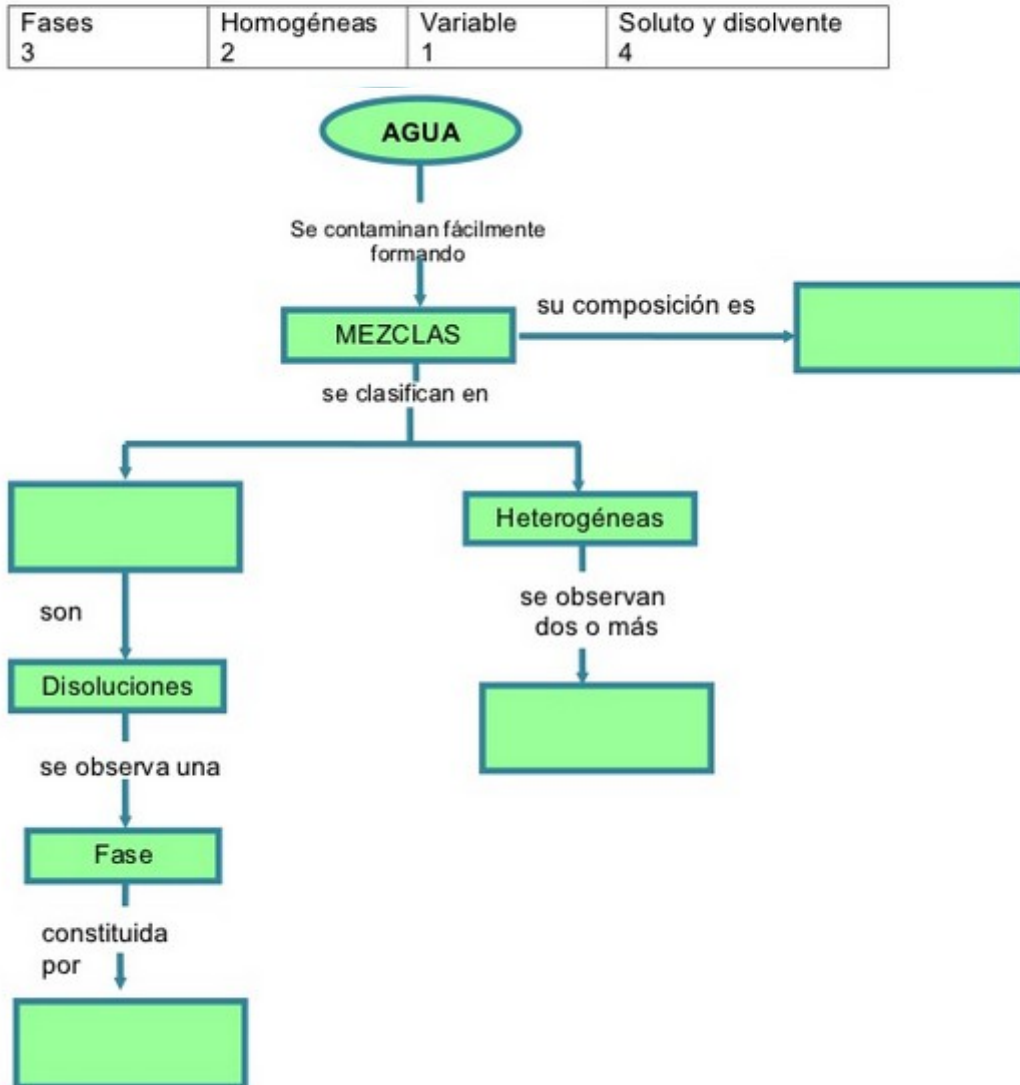 Fases Homogéneas Variable Soluto y disolvente
3 2 1 4
AGUA
Se contaminan fácilmente
formando
MEZCLAS
su composición es
se clasifican en
Heterogéneas
son
se observan
dos o más
Disoluciones
se observa una
Fase
constituida
por